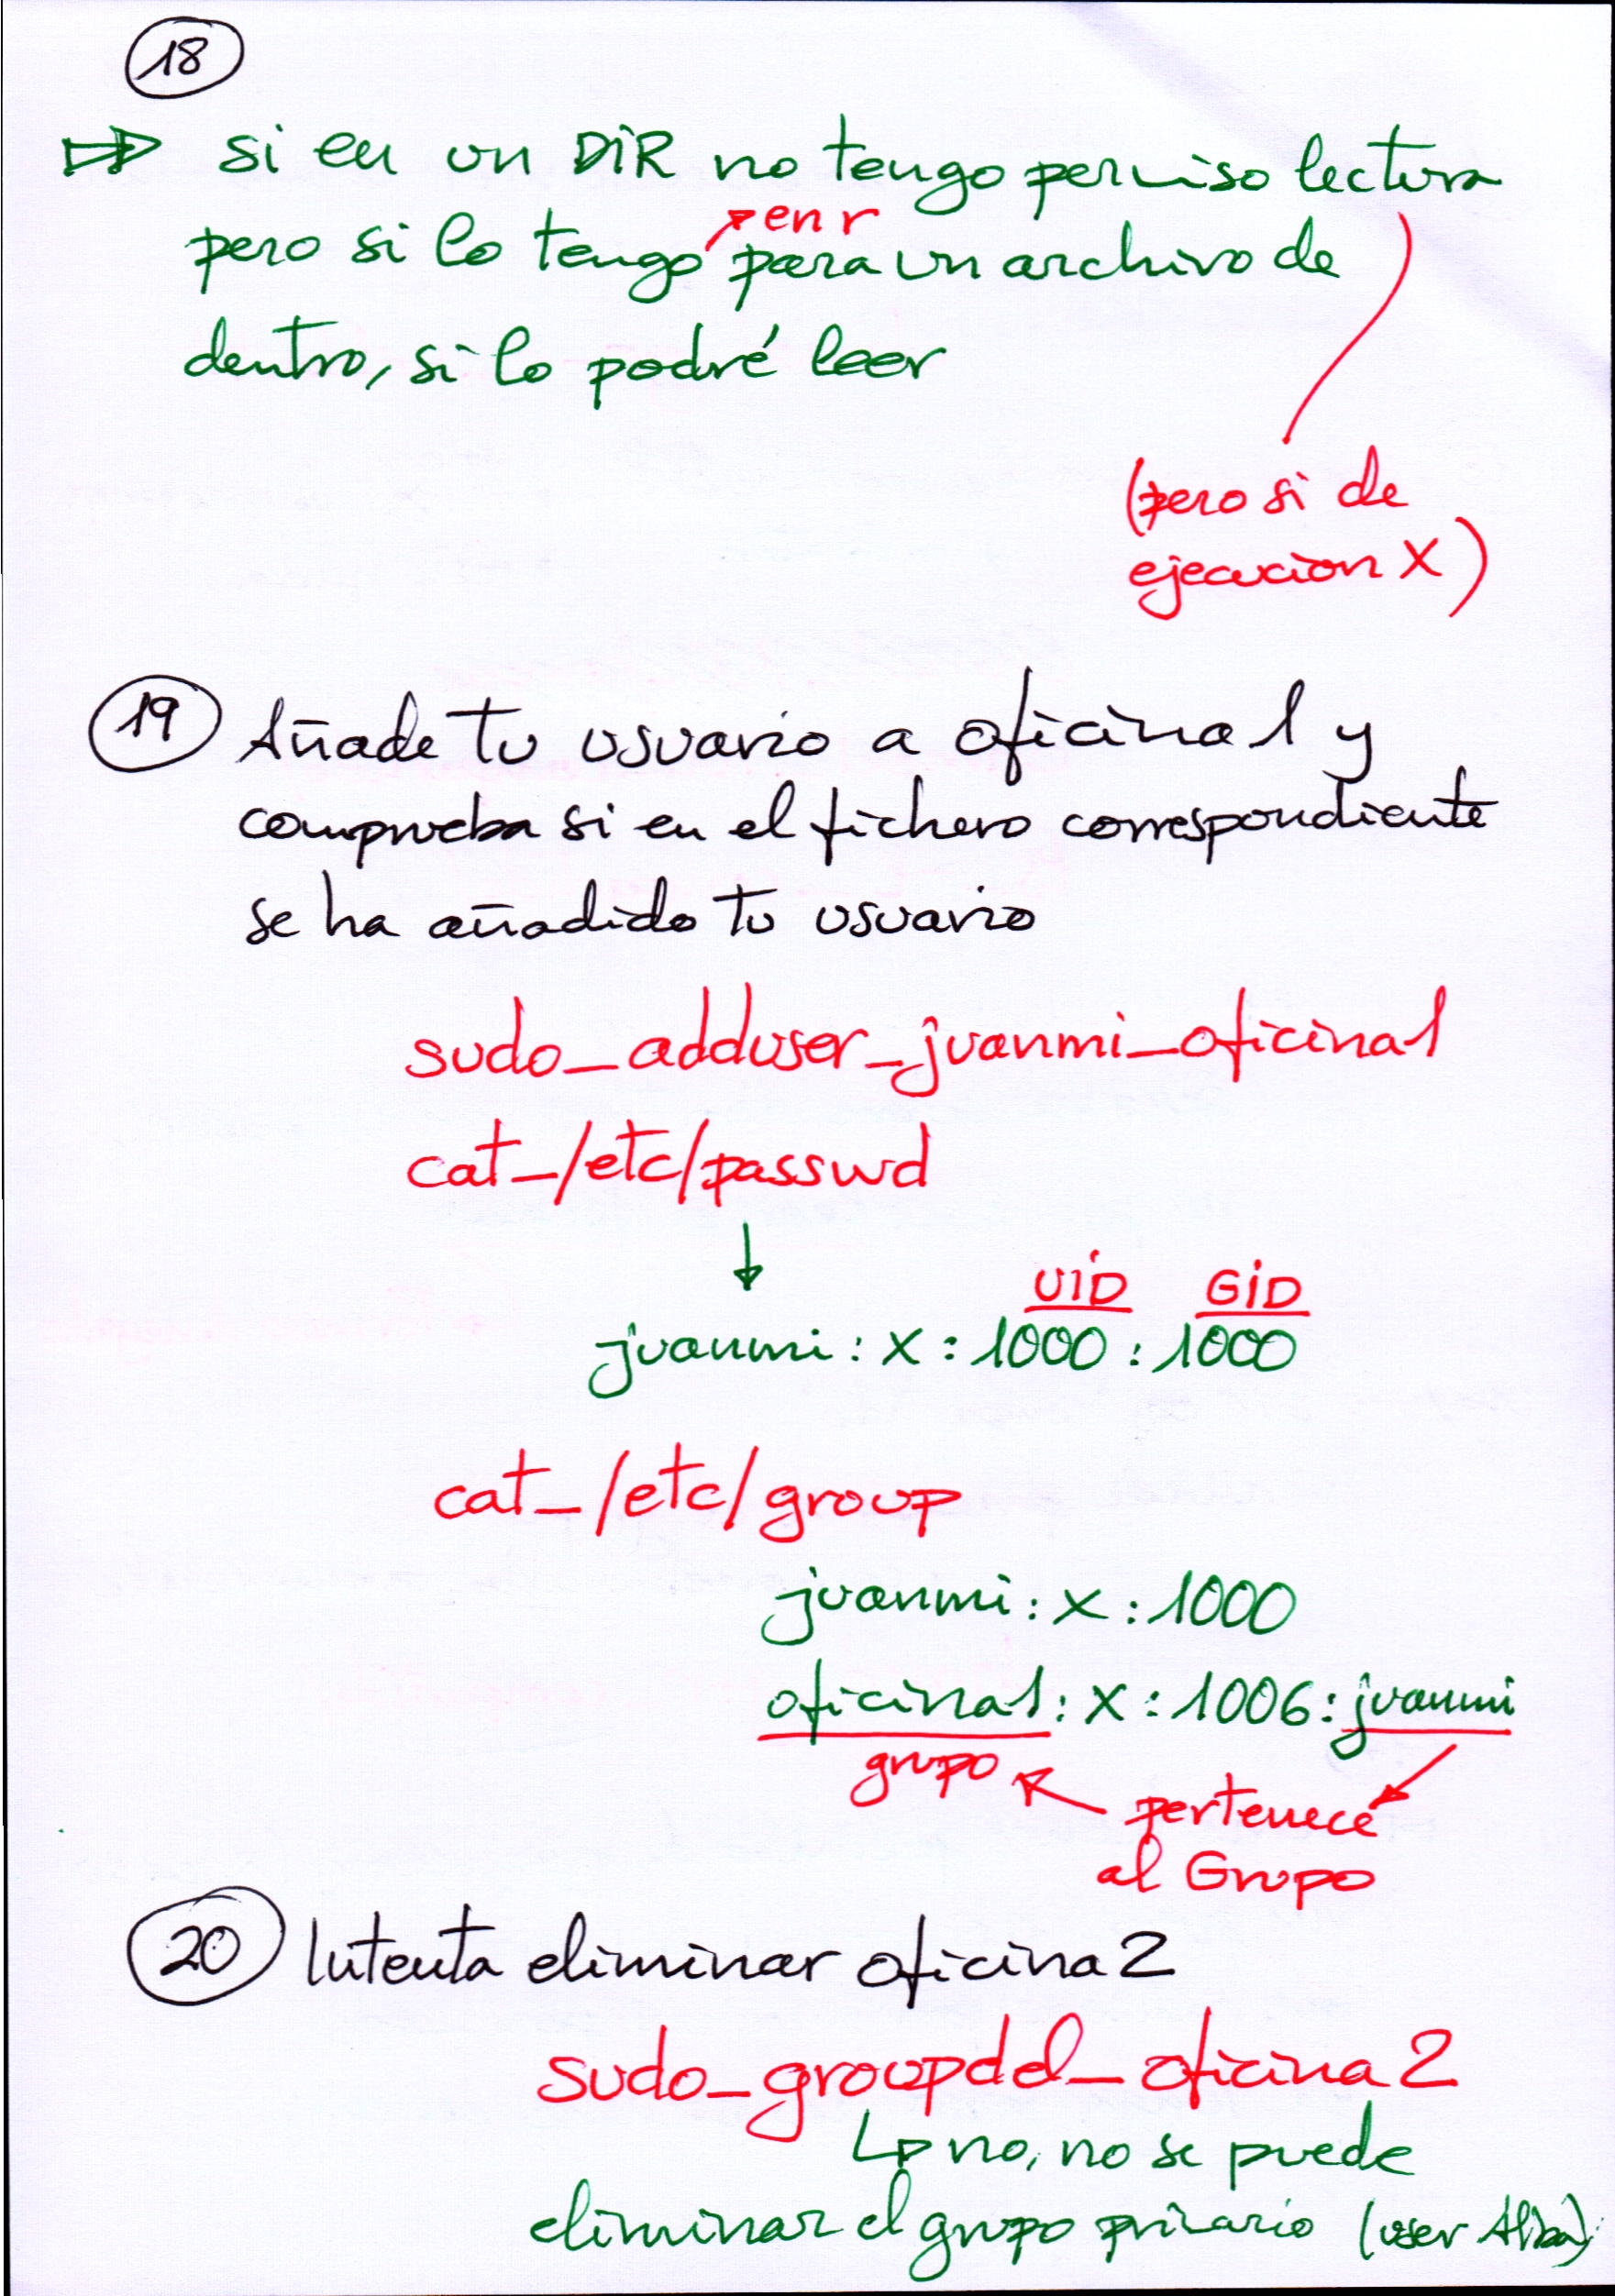 18
si en un DIR no tengo permiso lectura
en r
pero si lo tengo para un archivo de
dentro, si lo podré leer
(pero si de
ejecucion X)
19 Añade tu usuario a oficina1 y
comprueba si en el fichero correspondiente
se ha añadido tu usuario
sudo_adduser_juanmi_oficina1
cat_/etc/passwd
UID GID
juanmi : X : 1000 : 1000
cat_/etc/group
juanmi : X : 1000
oficina1 : X : 1006 : juanmi
grupo
pertenece
al Grupo
20 Intenta eliminar oficina2
sudo_groupdel_oficina2
no, no se puede
eliminar el grupo primario (user Alba)